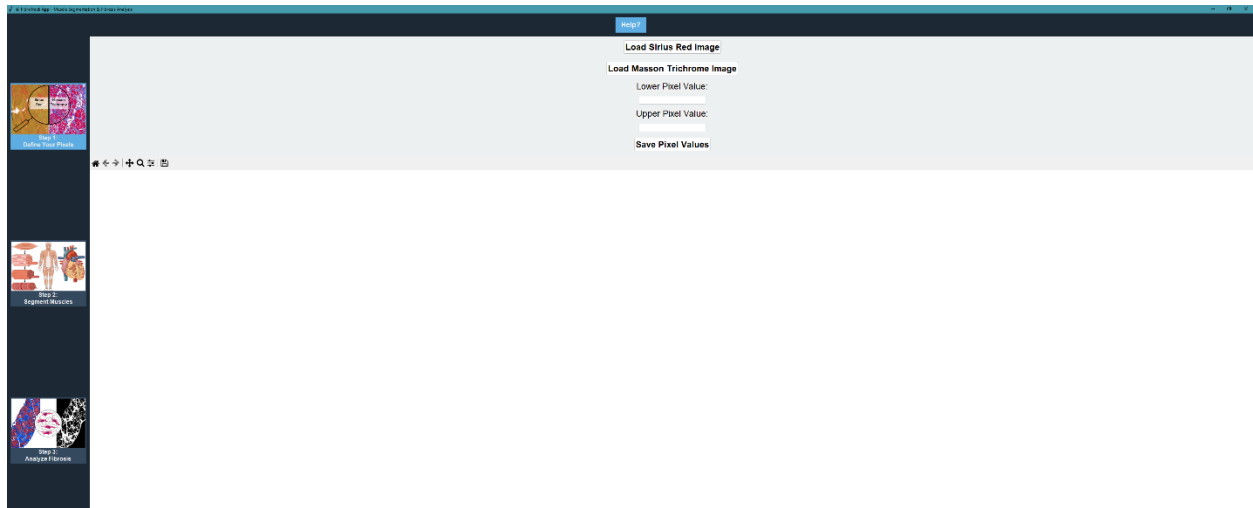 Help?
Load Sirius Red Image
Load Masson Trichrome Image
Lower Pixel Value:
Upper Pixel Value:
Save Pixel Values
Step 1:
Define Your Pixels
Step 2:
Segment Muscles
Step 3:
Analyze Fibrosis